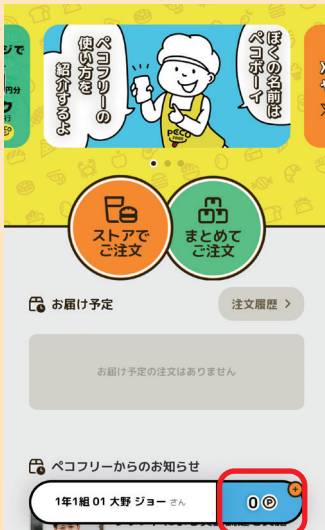 ぼくの名前は
ペコボーイ
ペコフリーの
使い方を
紹介するよ
PECO
FREE
ストアで
ご注文
まとめて
ご注文
お届け予定
注文履歴 >
お届け予定の注文はありません
ペコフリーからのお知らせ
1年1組 01 大野 ジョー さん
0 P
+